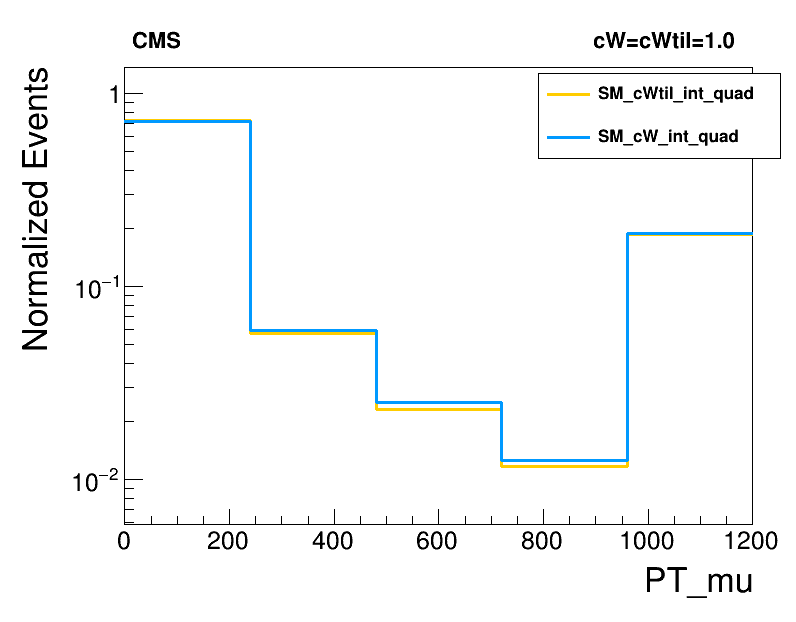 CMS
cW=cWtil=1.0
SM_cWtil_int_quad
SM_cW_int_quad
Normalized Events
1
10⁻¹
10⁻²
0 200 400 600 800 1000 1200
PT_mu